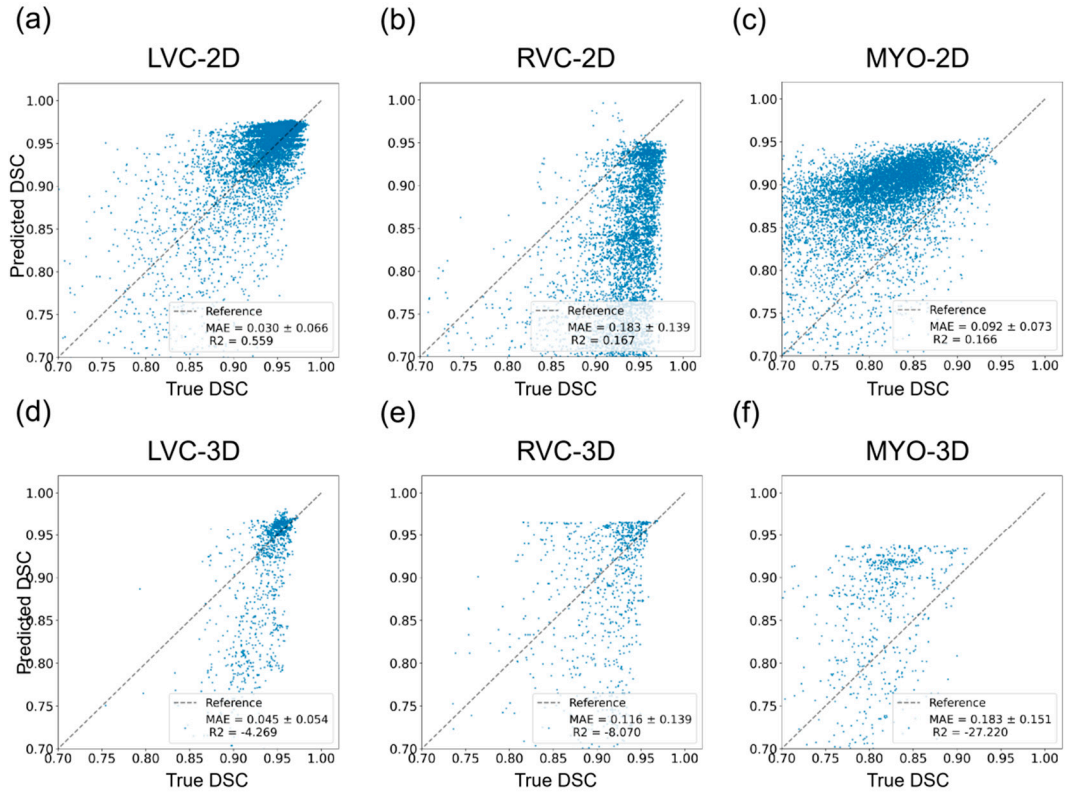 (a)
LVC-2D
Predicted DSC
1.00
0.95
0.90
0.85
0.80
0.75
0.70
Reference
MAE = 0.030 ± 0.066
R2 = 0.559
0.70 0.75 0.80 0.85 0.90 0.95 1.00
True DSC
(b)
RVC-2D
1.00
0.95
0.90
0.85
0.80
0.75
0.70
Reference
MAE = 0.183 ± 0.139
R2 = 0.167
0.70 0.75 0.80 0.85 0.90 0.95 1.00
True DSC
(c)
MYO-2D
1.00
0.95
0.90
0.85
0.80
0.75
0.70
Reference
MAE = 0.092 ± 0.073
R2 = 0.166
0.70 0.75 0.80 0.85 0.90 0.95 1.00
True DSC
(d)
LVC-3D
Predicted DSC
1.00
0.95
0.90
0.85
0.80
0.75
0.70
Reference
MAE = 0.045 ± 0.054
R2 = -4.269
0.70 0.75 0.80 0.85 0.90 0.95 1.00
True DSC
(e)
RVC-3D
1.00
0.95
0.90
0.85
0.80
0.75
0.70
Reference
MAE = 0.116 ± 0.139
R2 = -8.070
0.70 0.75 0.80 0.85 0.90 0.95 1.00
True DSC
(f)
MYO-3D
1.00
0.95
0.90
0.85
0.80
0.75
0.70
Reference
MAE = 0.183 ± 0.151
R2 = -27.220
0.70 0.75 0.80 0.85 0.90 0.95 1.00
True DSC